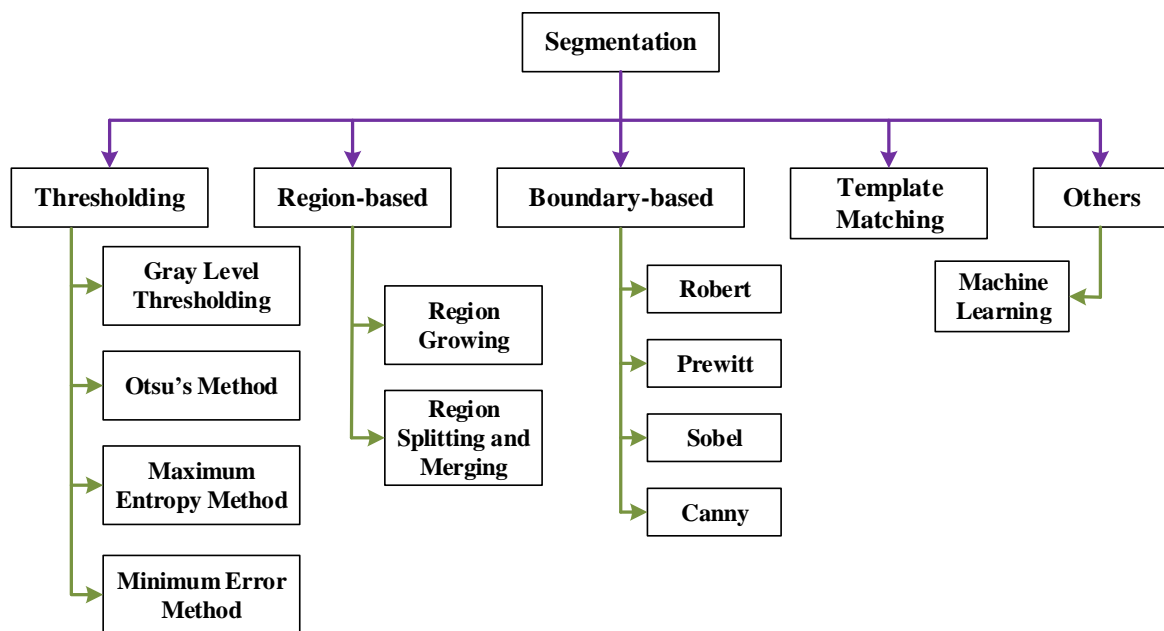 Segmentation
Thresholding
Region-based
Boundary-based
Template
Matching
Others
Gray Level
Thresholding
Otsu's Method
Maximum
Entropy Method
Minimum Error
Method
Region
Growing
Region
Splitting and
Merging
Robert
Prewitt
Sobel
Canny
Machine
Learning